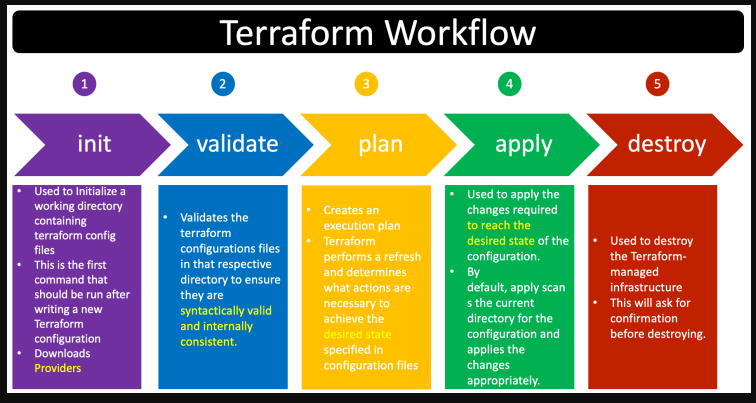 Terraform Workflow
1
2
3
4
5
init
validate
plan
apply
destroy
• Used to Initialize a
working directory
containing
terraform config
files
• This is the first
command that
should be run after
writing a new
Terraform
configuration
• Downloads
Providers
• Validates the
terraform
configurations files
in that respective
directory to ensure
they are
syntactically valid
and internally
consistent.
• Creates an
execution plan
• Terraform
performs a refresh
and determines
what actions are
necessary to
achieve the
desired state
specified in
configuration files
• Used to apply the
changes required
to reach the
desired state of the
configuration.
• By
default, apply scan
s the current
directory for the
configuration and
applies the
changes
appropriately.
• Used to destroy
the Terraform-
managed
infrastructure
• This will ask for
confirmation
before destroying.